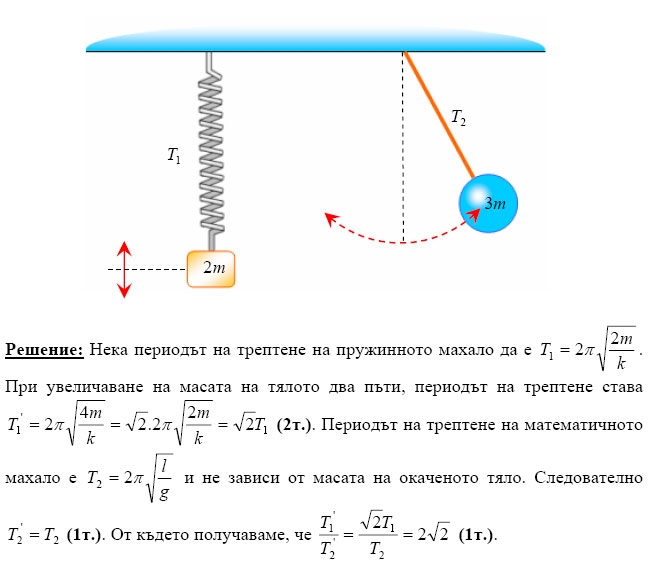 T₁
T₂
3m
2m
Решение: Нека периодът на трептене на пружинното махало да е T₁ = 2π√(2m/k) .
При увеличаване на масата на тялото два пъти, периодът на трептене става
T₁' = 2π√(4m/k) = √2.2π√(2m/k) = √2T₁ (2т.). Периодът на трептене на математичното
махало е T₂ = 2π√(l/g) и не зависи от масата на окаченото тяло. Следователно
T₂' = T₂ (1т.). От където получаваме, че T₁'/T₂' = √2T₁/T₂ = 2√2 (1т.).